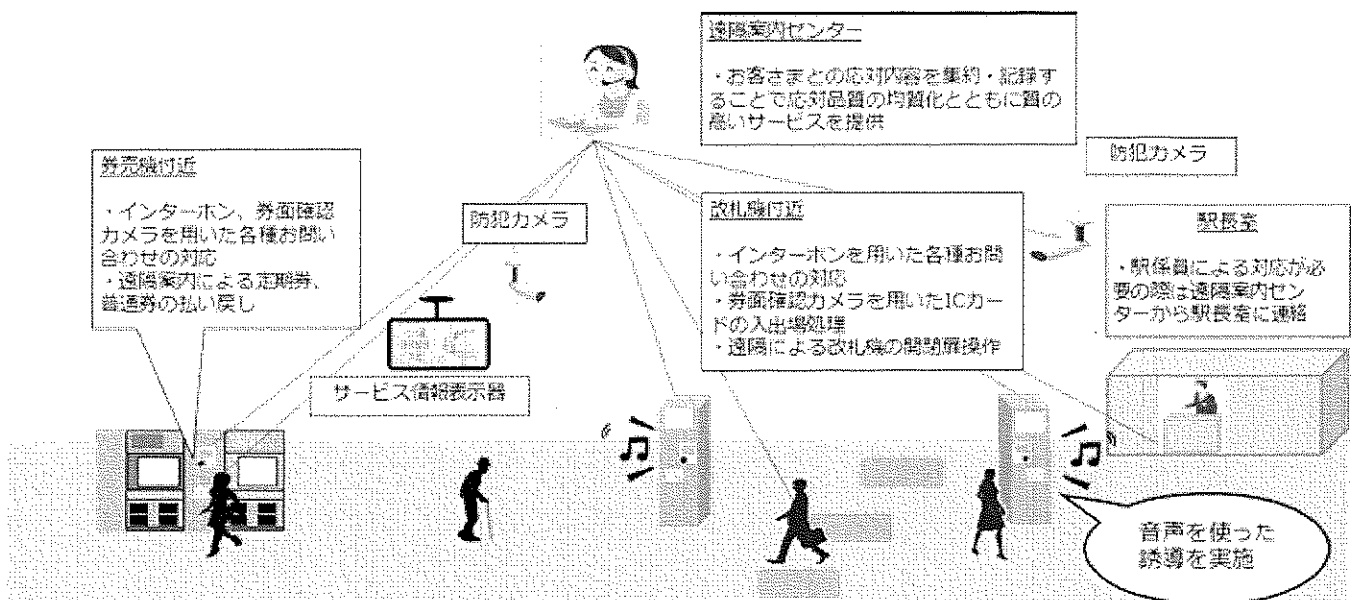 遠隔案内センター
・お客さまとの応対内容を集約・記録す
ることで応対品質の均質化とともに質の
高いサービスを提供
防犯カメラ
券売機付近
・インターホン、券面確認
カメラを用いた各種お問い
合わせの対応
・遠隔案内による定期券、
普通券の払い戻し
防犯カメラ
改札機付近
・インターホンを用いた各種お問
い合わせの対応
・券面確認カメラを用いたICカー
ドの入出場処理
・遠隔による改札機の開閉扉操作
駅長室
・駅係員による対応が必
要の際は遠隔案内セン
ターから駅長室に連絡
サービス情報表示器
音声を使った
誘導を実施